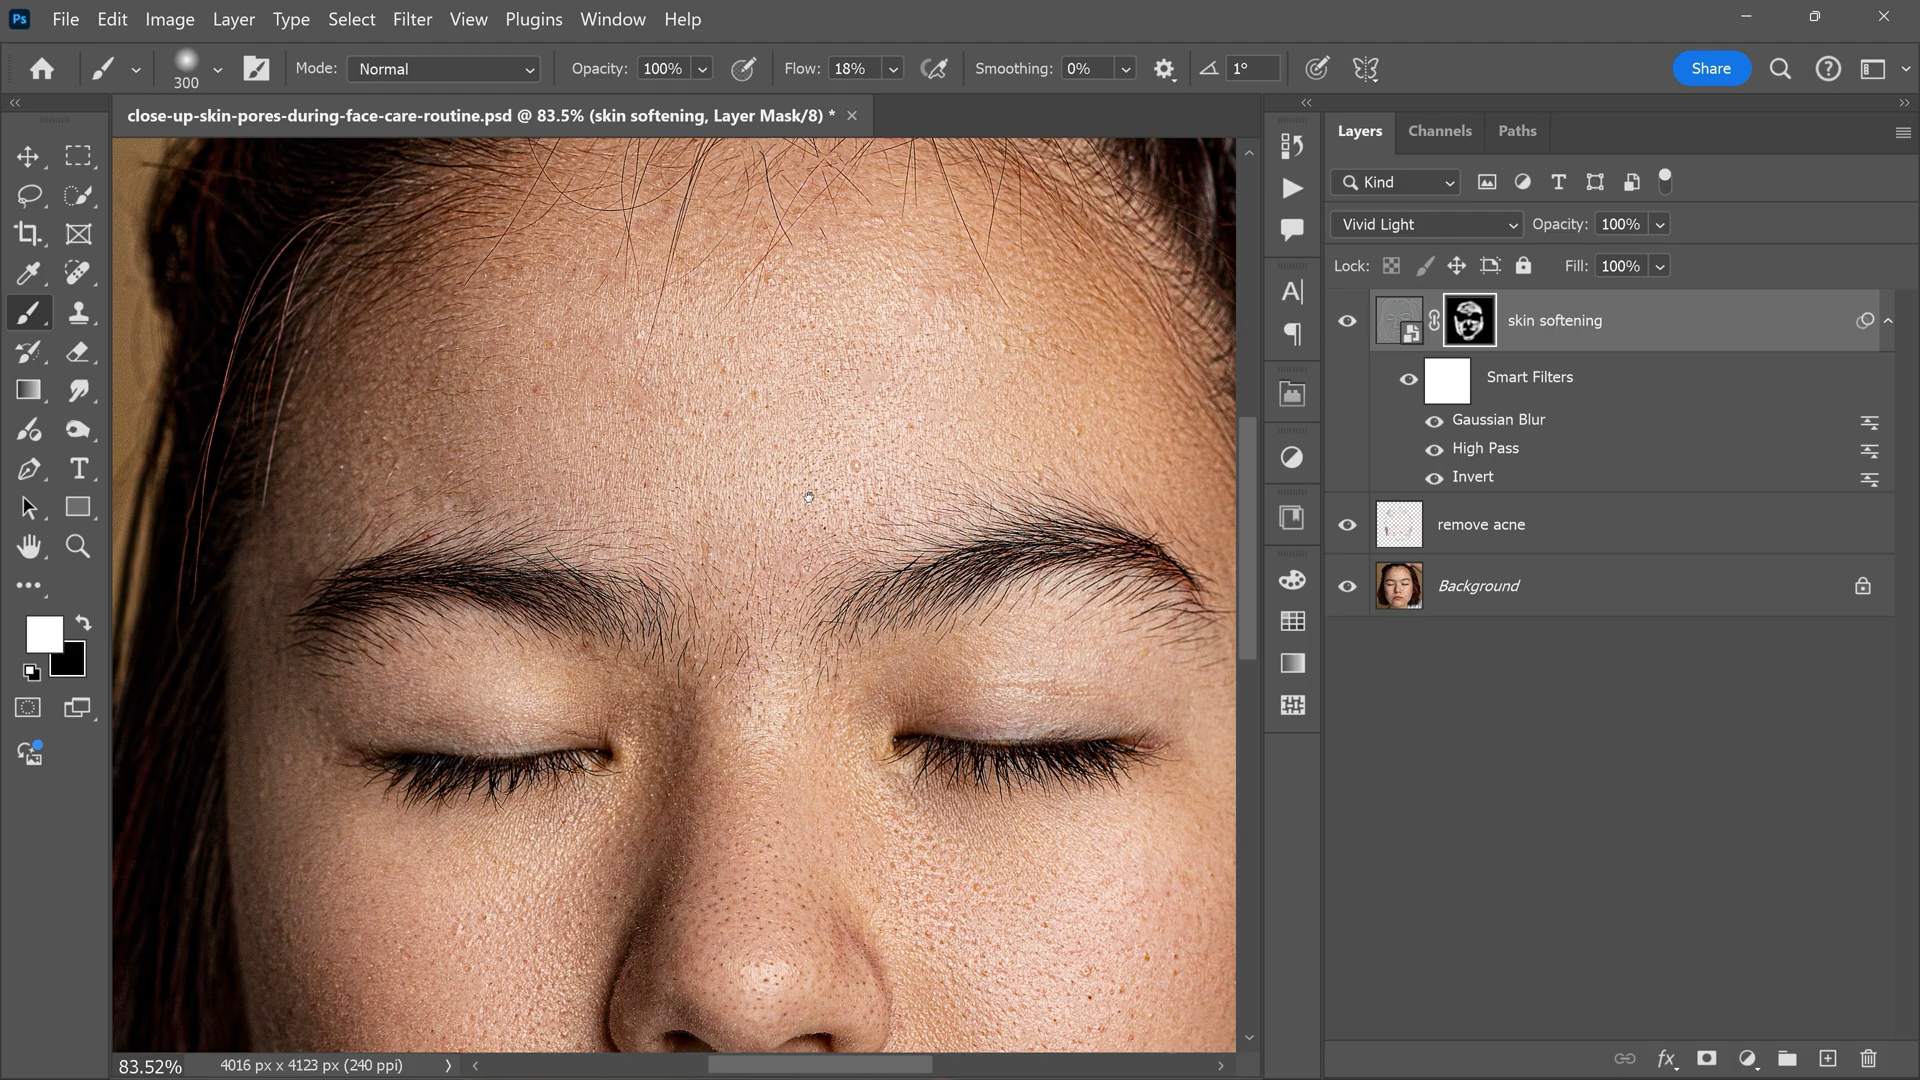 Ps File Edit Image Layer Type Select Filter View Plugins Window Help
300 Mode: Normal Opacity: 100% Flow: 18% Smoothing: 0% 1° Share
close-up-skin-pores-during-face-care-routine.psd @ 83.5% (skin softening, Layer Mask/8) *
Layers Channels Paths
Kind
Vivid Light Opacity: 100%
Lock: Fill: 100%
skin softening
Smart Filters
Gaussian Blur
High Pass
Invert
remove acne
Background
83.52% 4016 px x 4123 px (240 ppi)